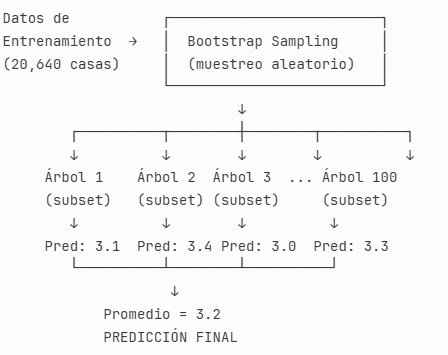 Datos de
Entrenamiento → Bootstrap Sampling
(20,640 casas) (muestreo aleatorio)
↓
↓ ↓ ↓ ↓ ↓
Árbol 1 Árbol 2 Árbol 3 ... Árbol 100
(subset) (subset) (subset) (subset)
↓ ↓ ↓ ↓
Pred: 3.1 Pred: 3.4 Pred: 3.0 Pred: 3.3
↓
Promedio = 3.2
PREDICCIÓN FINAL